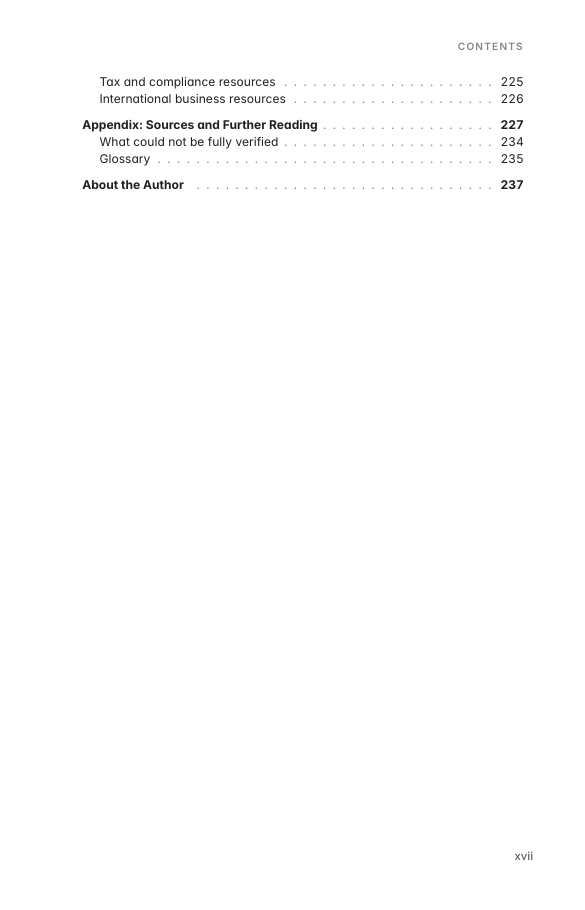 CONTENTS
Tax and compliance resources . . . . . . . . . . . . . . . . . . . . . . 225
International business resources . . . . . . . . . . . . . . . . . . . . . 226
Appendix: Sources and Further Reading . . . . . . . . . . . . . . . . . . 227
What could not be fully verified . . . . . . . . . . . . . . . . . . . . . . 234
Glossary . . . . . . . . . . . . . . . . . . . . . . . . . . . . . . . . . . . 235
About the Author . . . . . . . . . . . . . . . . . . . . . . . . . . . . . . . 237
xvii